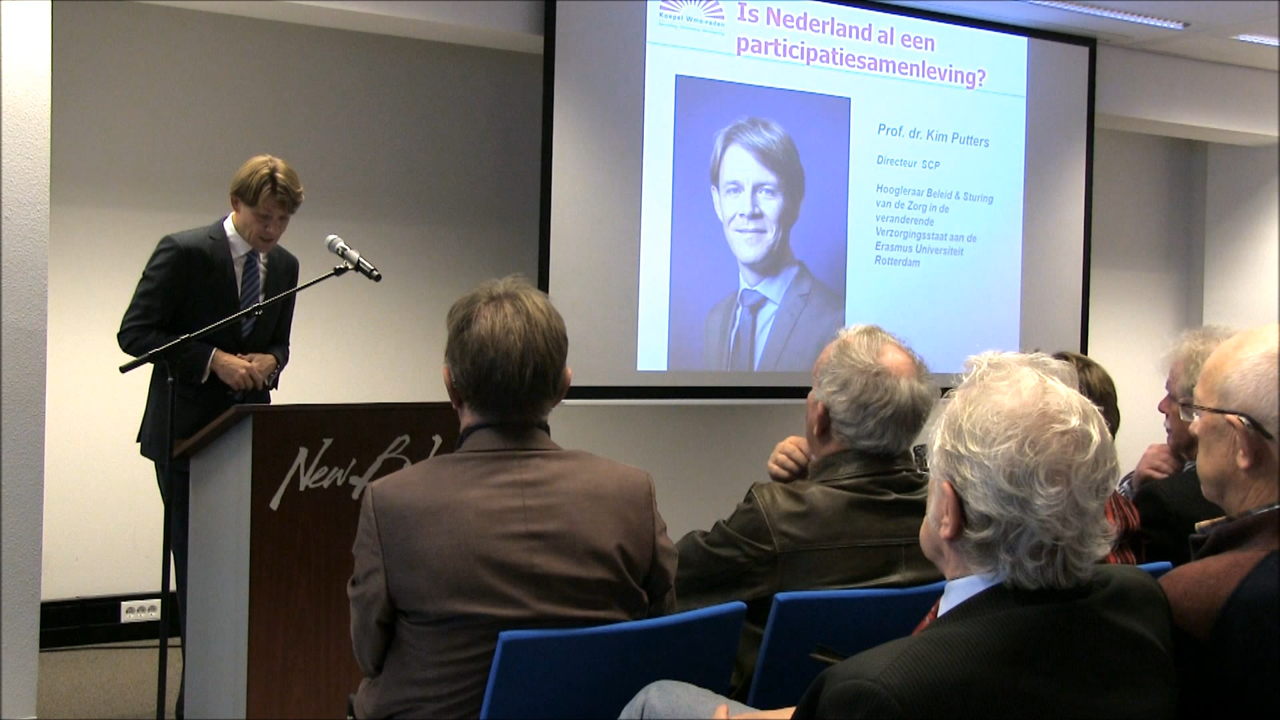 Koepel Wmo-raden
Is Nederland al een
participatiesamenleving?
Prof. dr. Kim Putters
Directeur SCP
Hoogleraar Beleid & Sturing
van de Zorg in de
veranderende
Verzorgingsstaat aan de
Erasmus Universiteit
Rotterdam
New